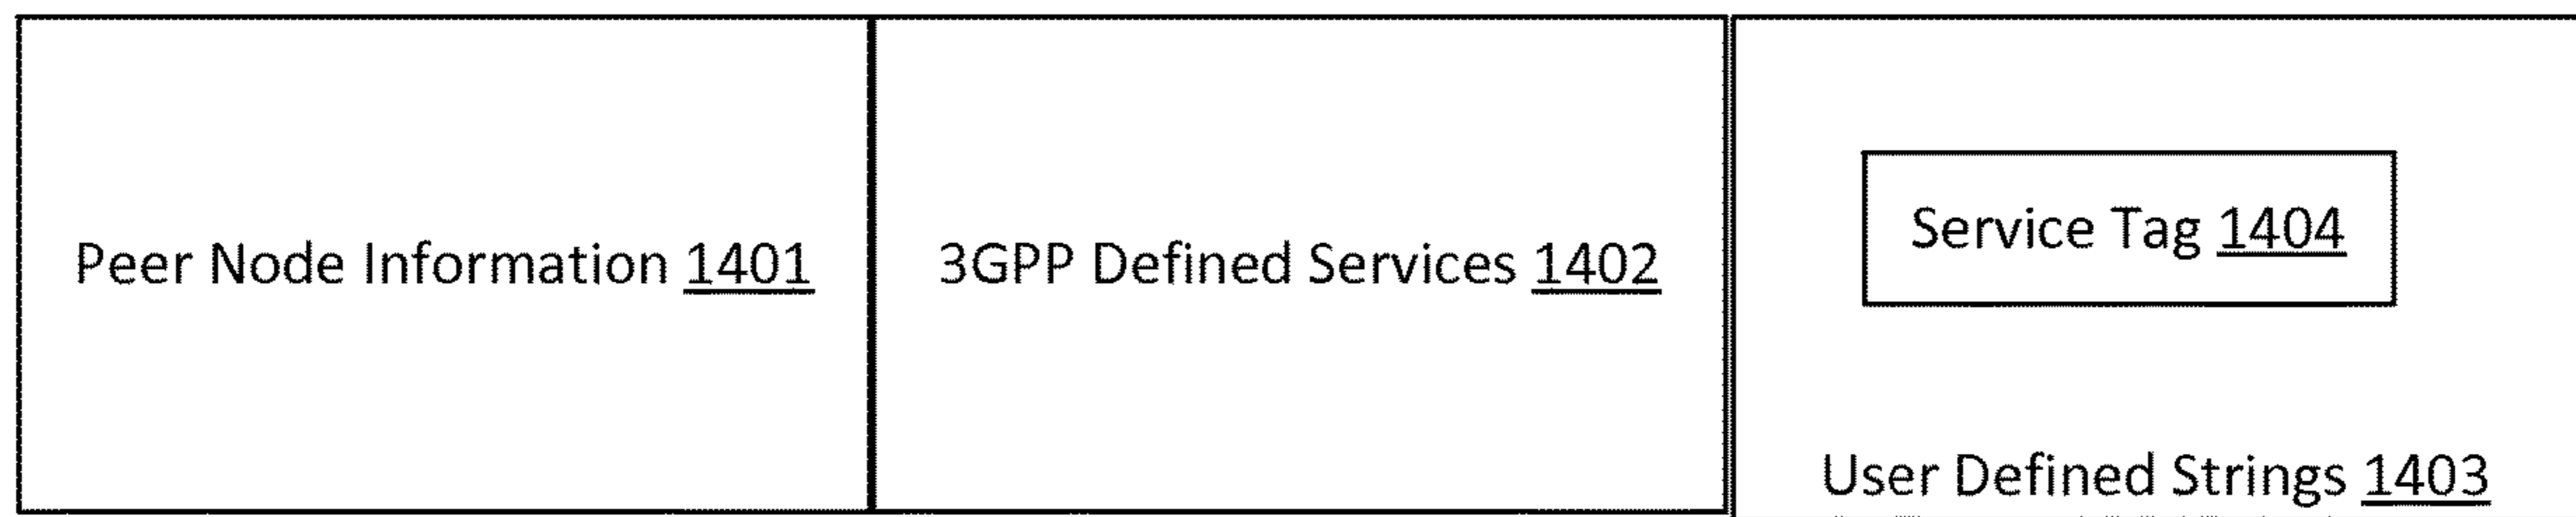 Peer Node Information 1401
3GPP Defined Services 1402
Service Tag 1404
User Defined Strings 1403